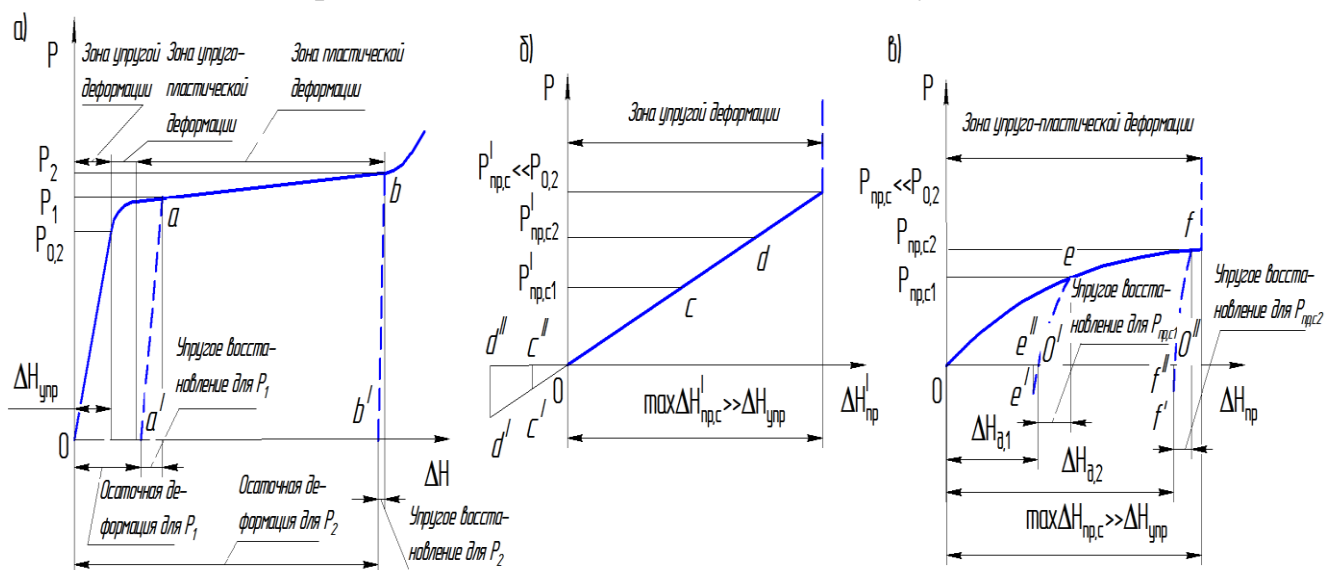 а)
P
Зона упругой
деформации
Зона упруго-
пластической
деформации
Зона пластической
деформации
P₂
P₁
P₀,₂
a
b
ΔHупр
Упругое восста-
новление для P₁
a'
b'
0
ΔH
Осаточная де-
формация для P₁
Осаточная де-
формация для P₂
Упругое восста-
новление для P₂
б)
P
Зона упругой деформации
P'пр,с<<P₀,₂
P'пр,с2
P'пр,с1
d
c
d''
c''
0
d'
c'
maxΔH'пр,с>>ΔHупр
ΔH'пр
в)
P
Зона упруго-пластической деформации
Pпр,с<<P₀,₂
Pпр,с2
Pпр,с1
e
f
Упругое восста-
новление для Pпр,с1
Упругое восста-
новление для Pпр,с2
e''
0'
0''
e'
f''
f'
0
ΔHпр
ΔHд,1
ΔHд,2
maxΔHпр,с>>ΔHупр